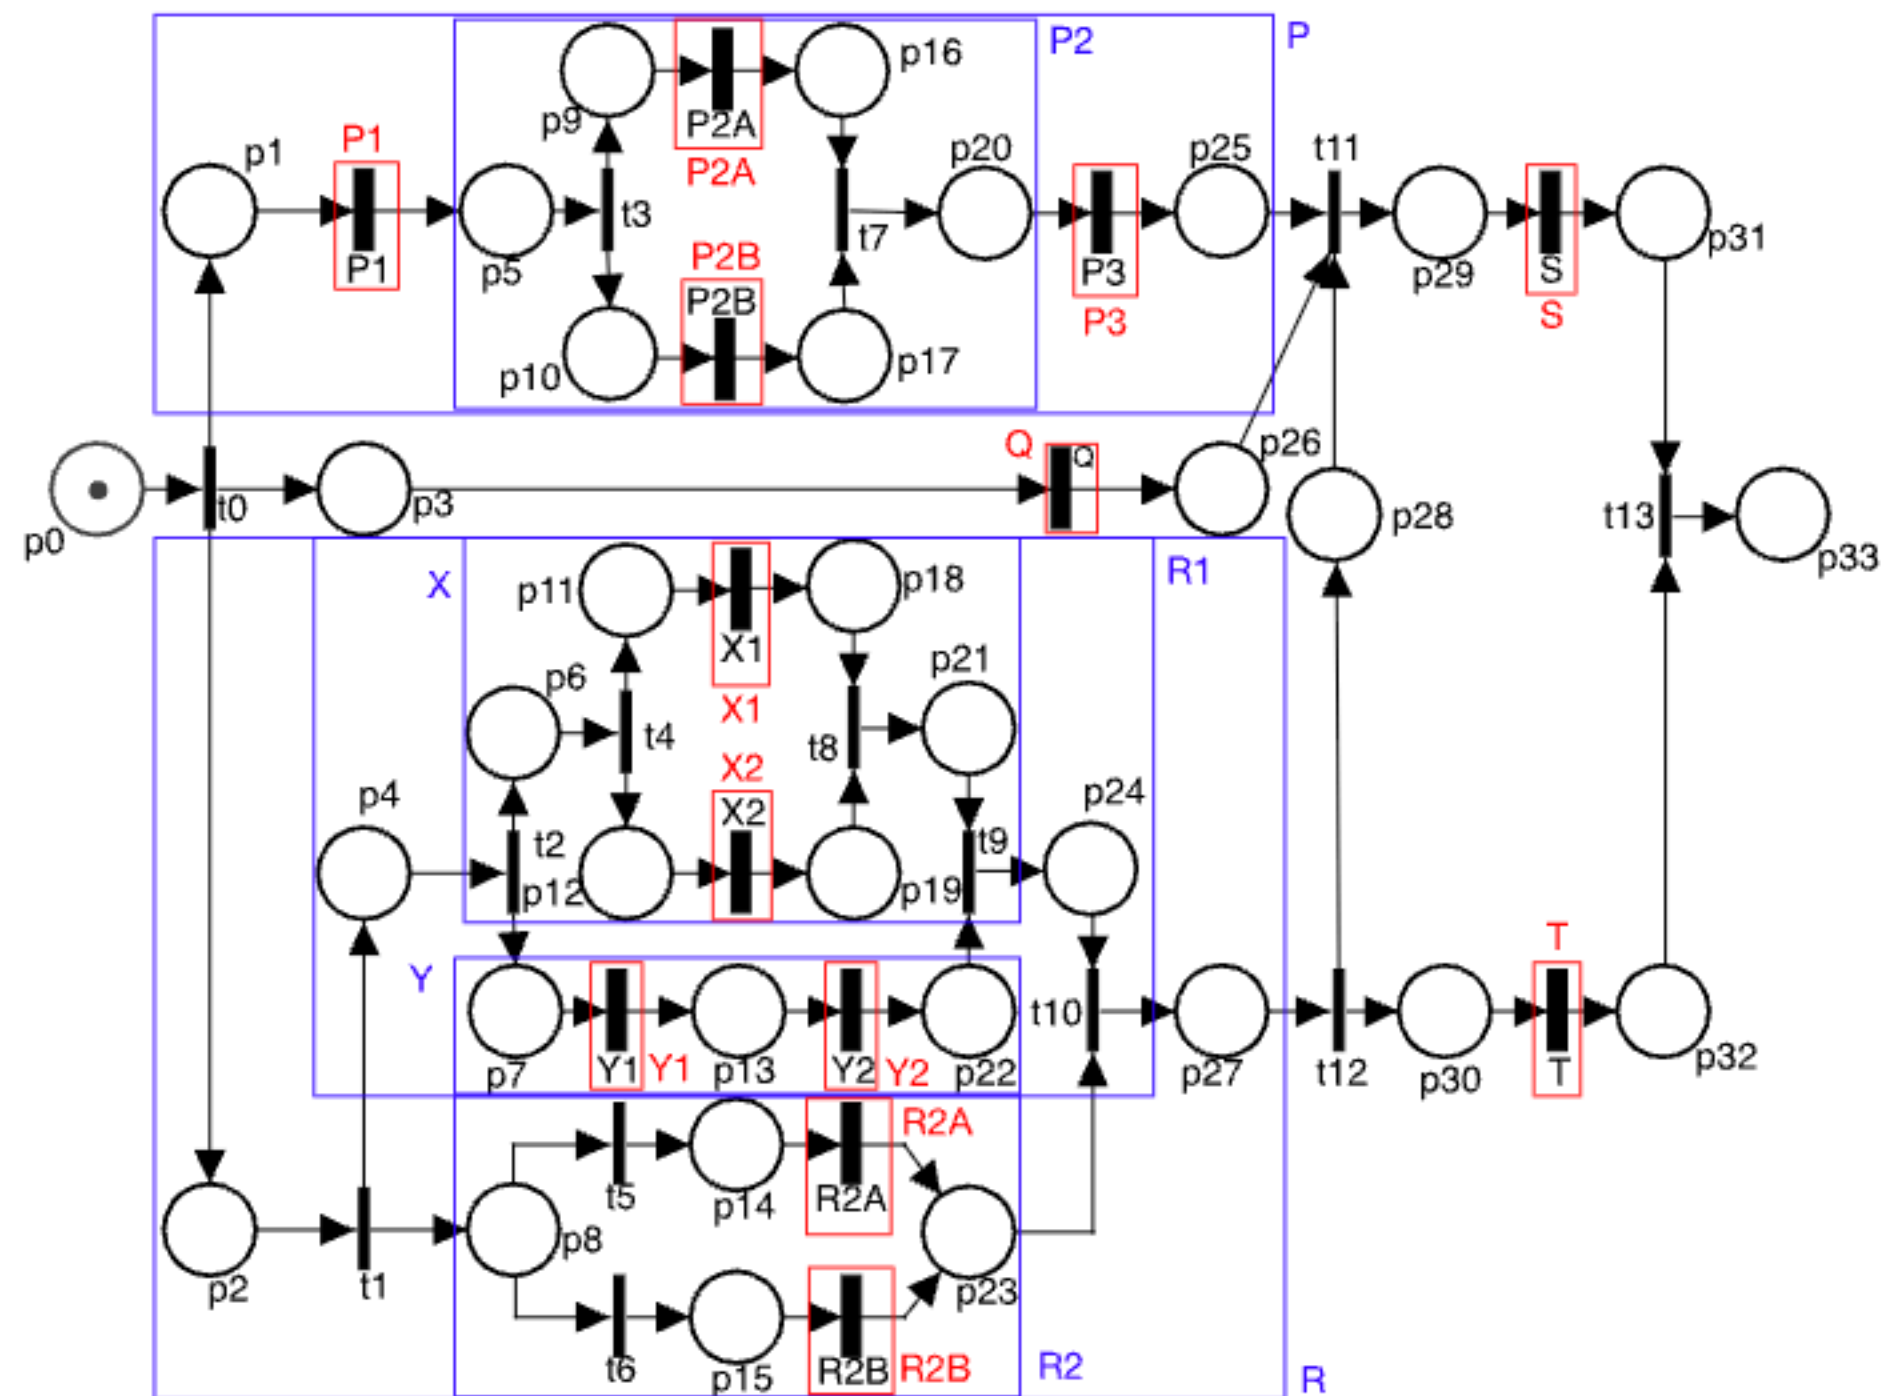 P2
P
p16
p9
P2A
P2A
p1
P1
P1
p5
t3
t7
p20
p25
t11
P3
P3
p29
S
S
p31
P2B
P2B
p10
p17
Q
Q
p26
p0
t0
p3
p28
t13
p33
X
p11
X1
X1
p18
R1
p6
t4
t8
p21
X2
X2
p4
t2
p12
p19
t9
p24
Y
p7
Y1
Y1
p13
Y2
Y2
p22
t10
p27
t12
p30
T
T
p32
t5
p14
R2A
R2A
p2
t1
p8
p23
t6
p15
R2B
R2B
R2
R